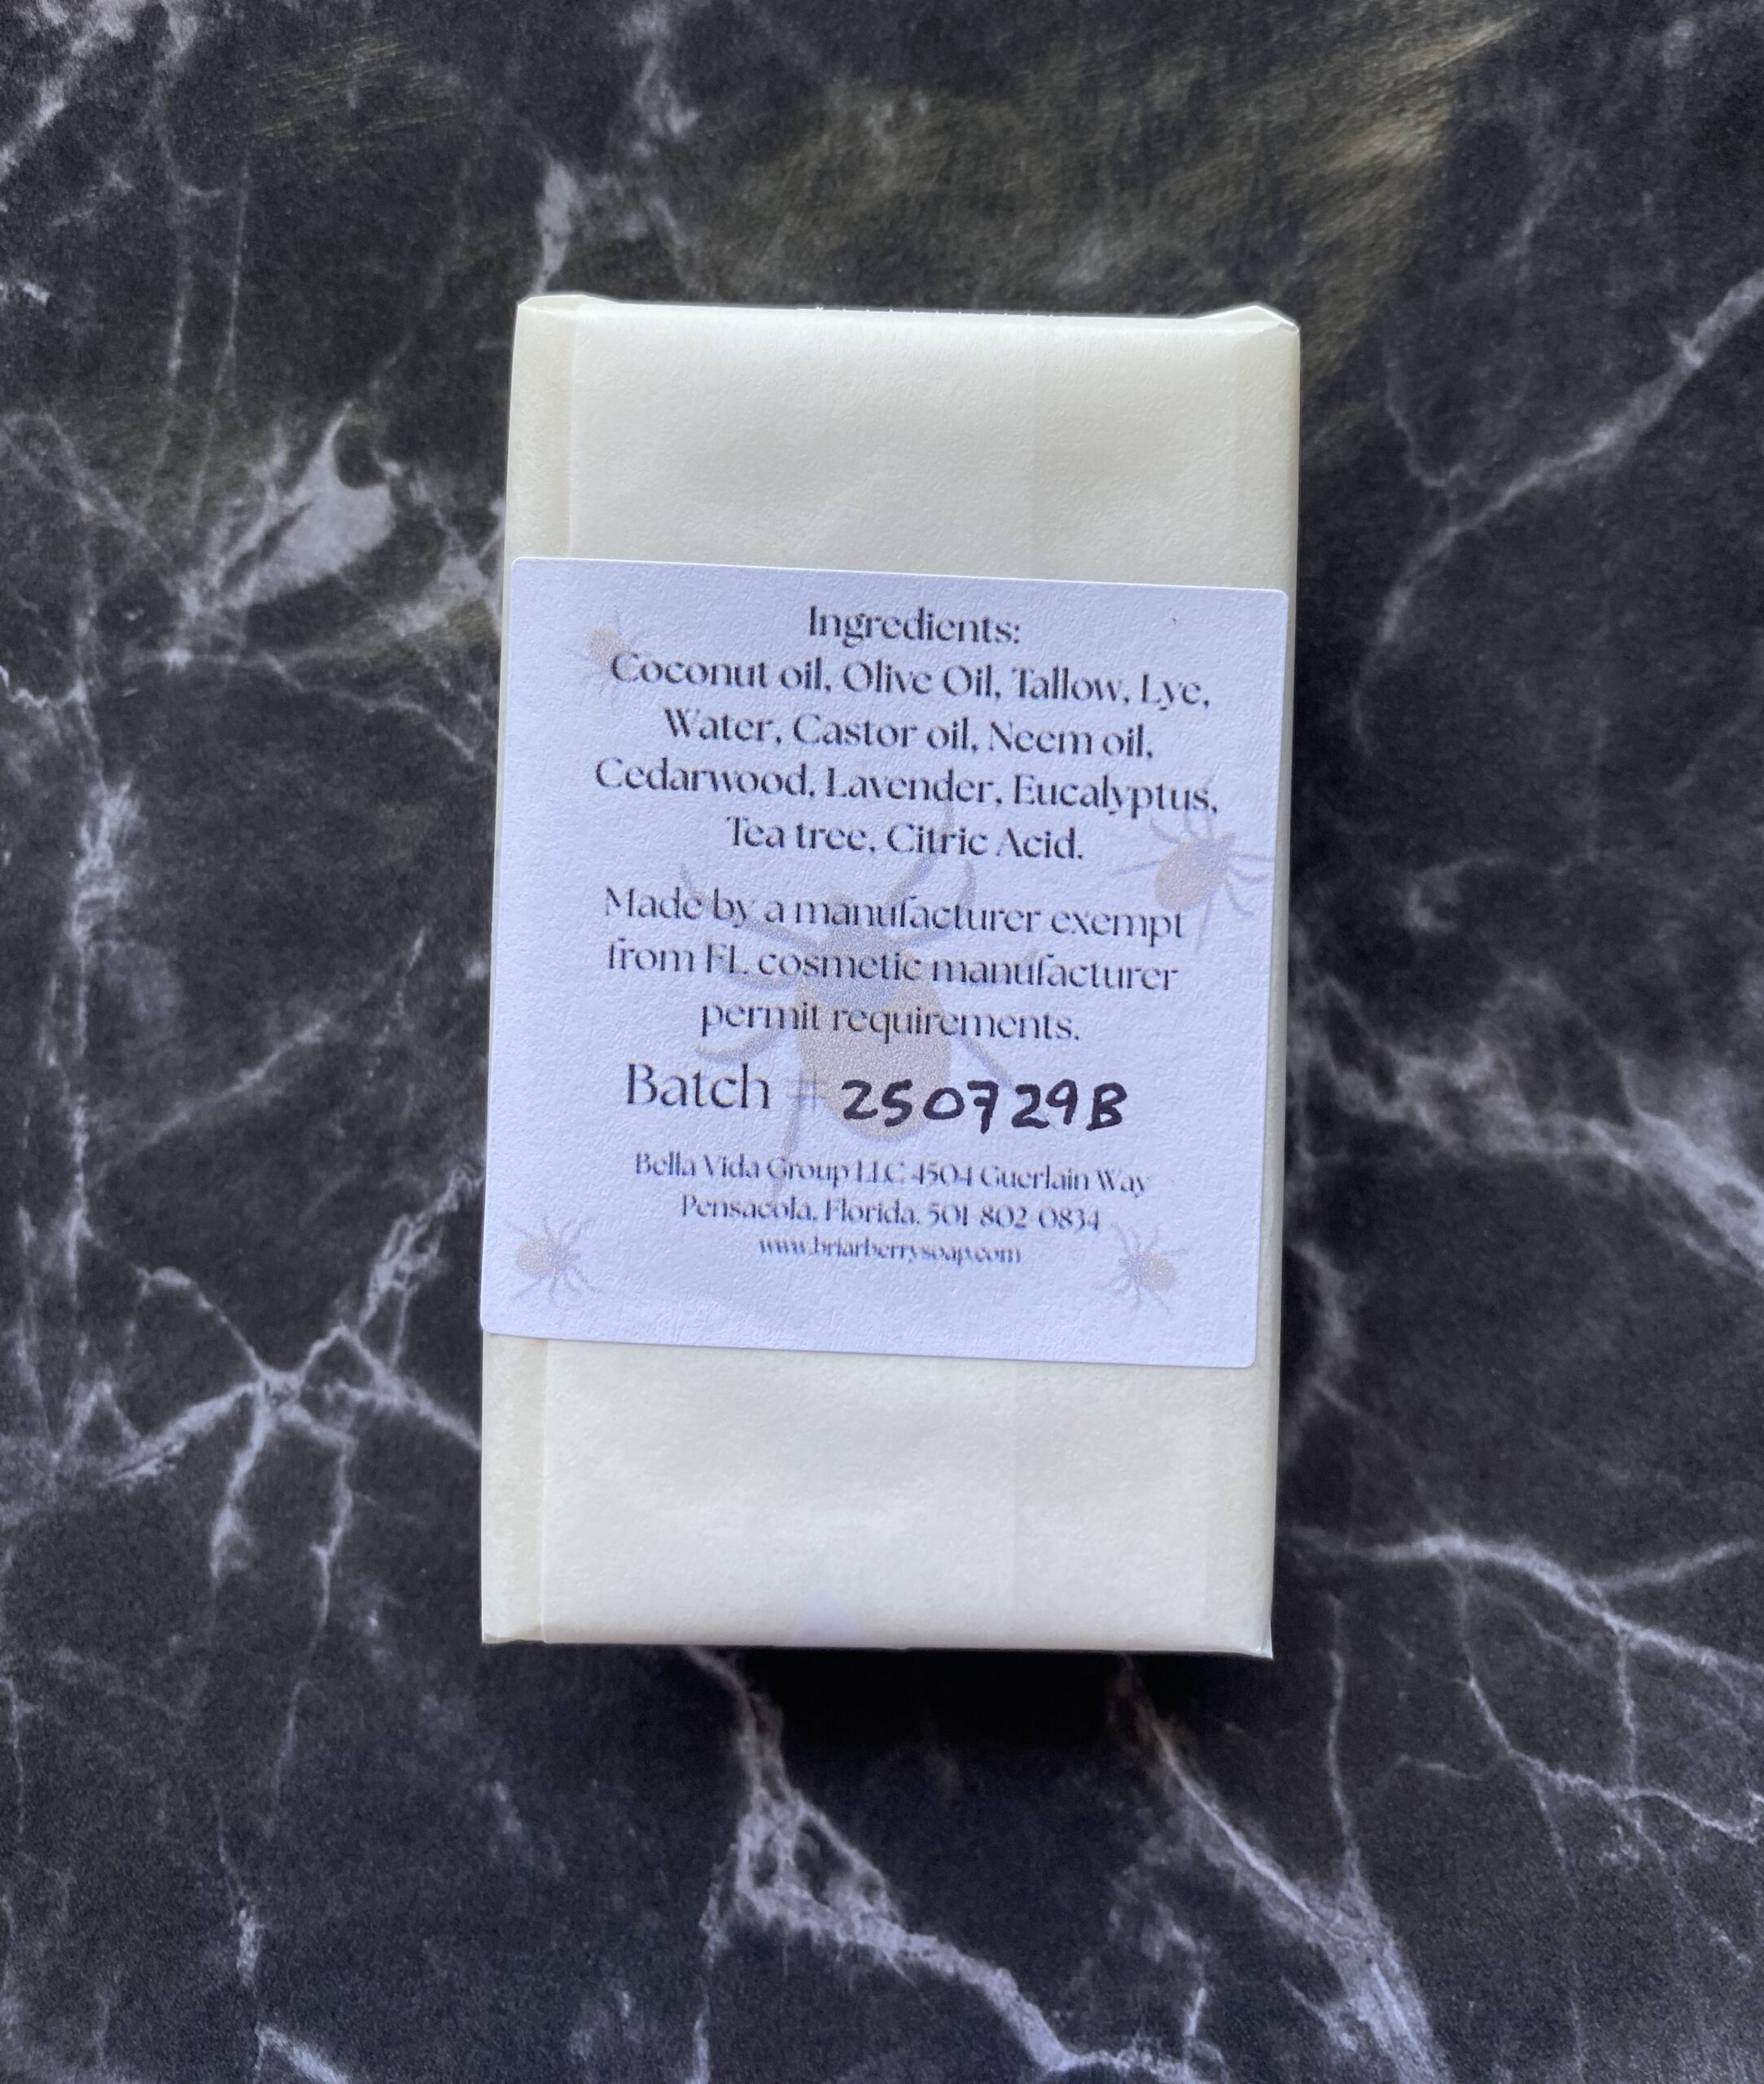 Ingredients:
Coconut oil, Olive Oil, Tallow, Lye,
Water, Castor oil, Neem oil,
Cedarwood, Lavender, Eucalyptus,
Tea tree, Citric Acid.
Made by a manufacturer exempt
from FL cosmetic manufacturer
permit requirements.
Batch # 250729B
Bella Vida Group LLC 4504 Guerlain Way
Pensacola, Florida. 501-802-0834
www.briarberrysoap.com